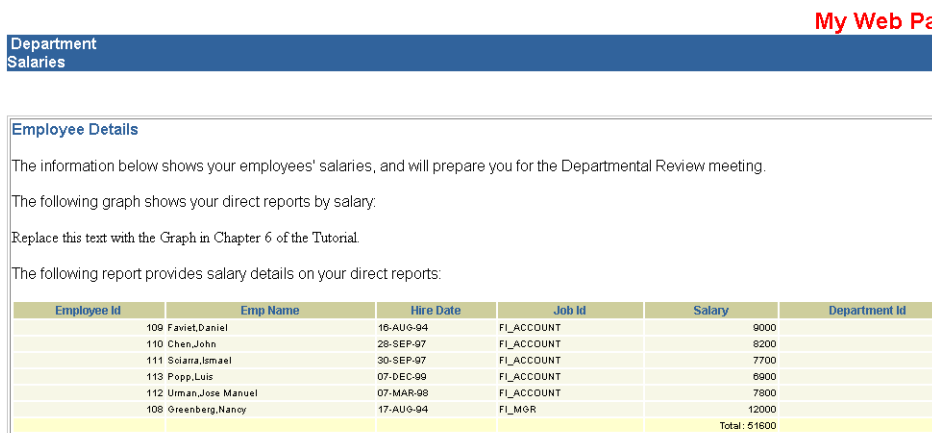 My Web Pa
Department
Salaries
Employee Details
The information below shows your employees' salaries, and will prepare you for the Departmental Review meeting.
The following graph shows your direct reports by salary:
Replace this text with the Graph in Chapter 6 of the Tutorial.
The following report provides salary details on your direct reports:
Employee Id Emp Name Hire Date Job Id Salary Department Id
109 Faviet,Daniel 16-AUG-94 FI_ACCOUNT 9000
110 Chen,John 28-SEP-97 FI_ACCOUNT 8200
111 Sciarra,Ismael 30-SEP-97 FI_ACCOUNT 7700
113 Popp,Luis 07-DEC-99 FI_ACCOUNT 6900
112 Urman,Jose Manuel 07-MAR-98 FI_ACCOUNT 7800
108 Greenberg,Nancy 17-AUG-94 FI_MGR 12000
Total: 51600